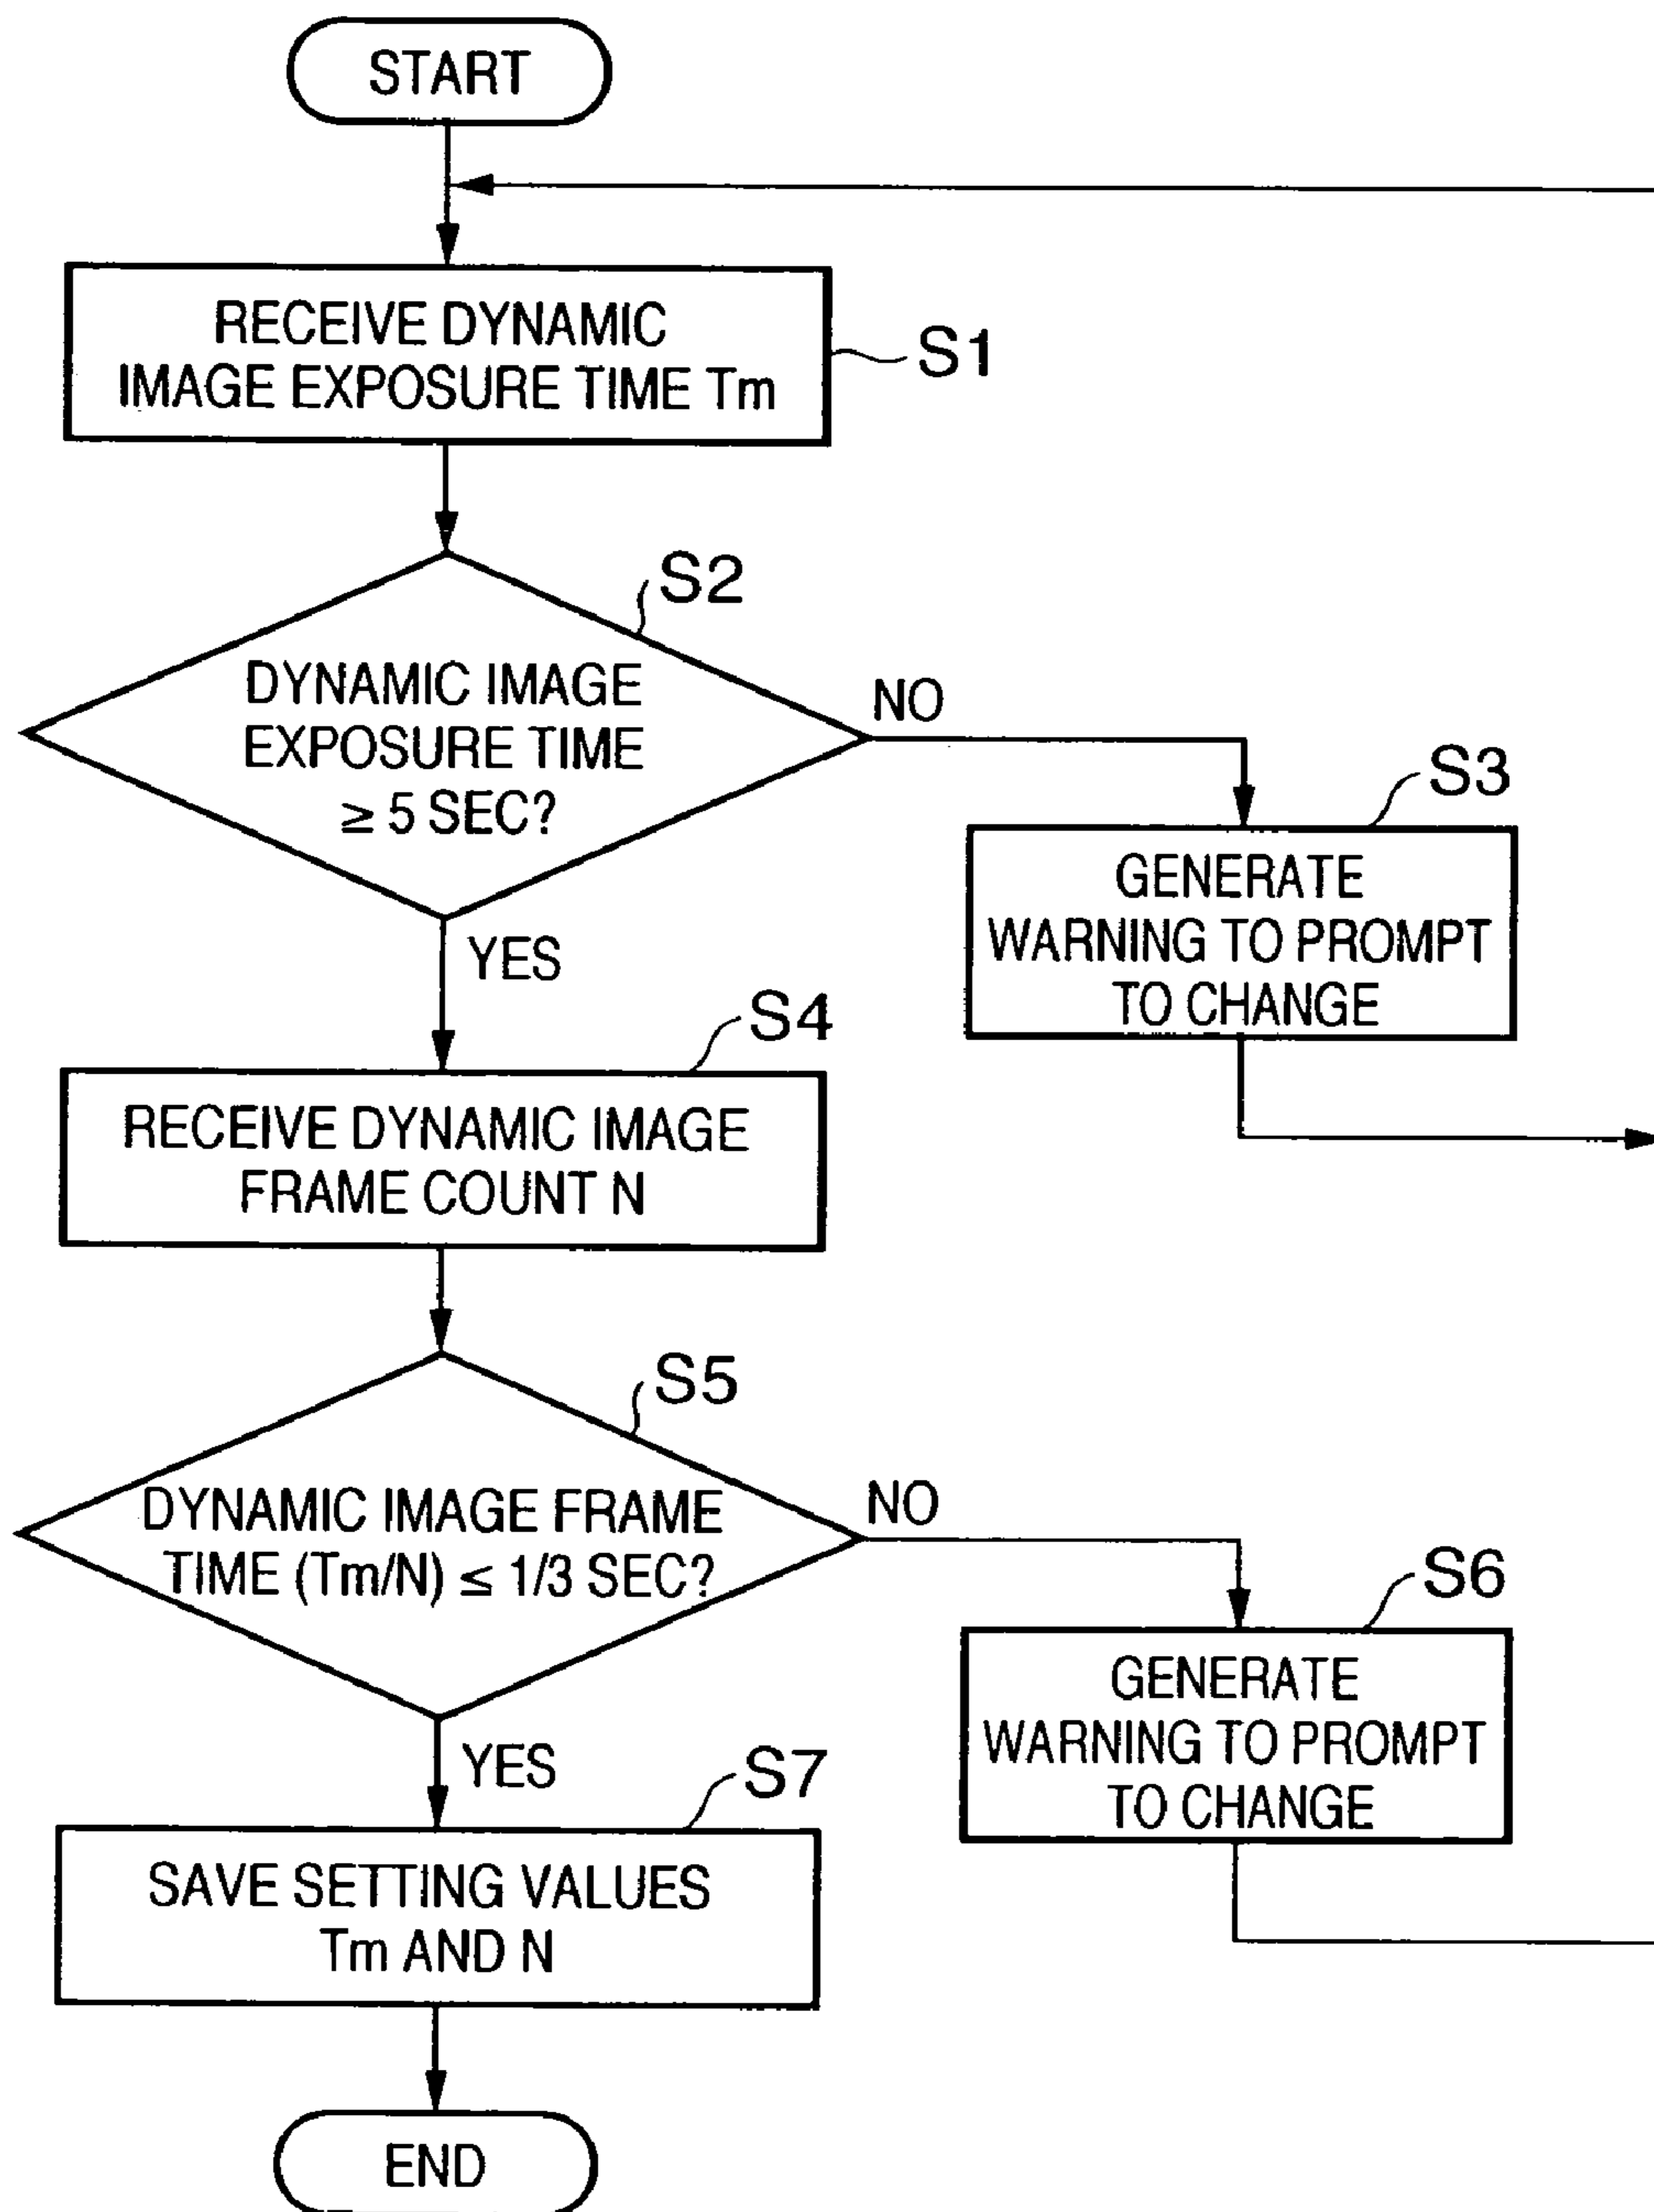 START
RECEIVE DYNAMIC
IMAGE EXPOSURE TIME Tm
S1
S2
DYNAMIC IMAGE
EXPOSURE TIME
≥ 5 SEC?
NO
S3
GENERATE
WARNING TO PROMPT
TO CHANGE
YES
S4
RECEIVE DYNAMIC IMAGE
FRAME COUNT N
S5
DYNAMIC IMAGE FRAME
TIME (Tm/N) ≤ 1/3 SEC?
NO
S6
GENERATE
WARNING TO PROMPT
TO CHANGE
YES
S7
SAVE SETTING VALUES
Tm AND N
END